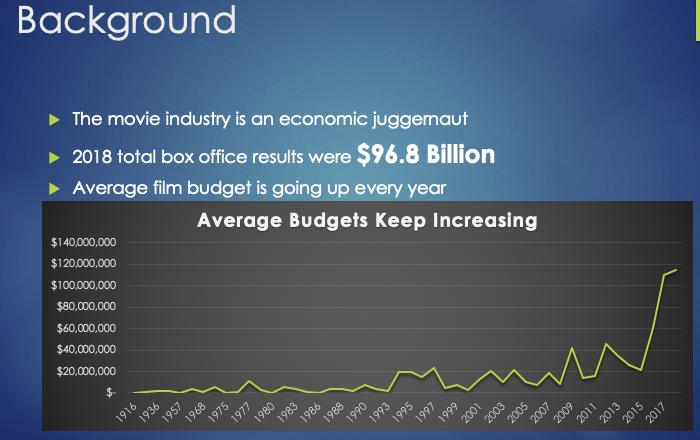 Background
The movie industry is an economic juggernaut
2018 total box office results were $96.8 Billion
Average film budget is going up every year
Average Budgets Keep Increasing
$140,000,000
$120,000,000
$100,000,000
$80,000,000
$60,000,000
$40,000,000
$20,000,000
$-
1916 1936 1957 1968 1975 1977 1980 1983 1986 1988 1990 1993 1995 1997 1999 2001 2003 2005 2007 2009 2011 2013 2015 2017